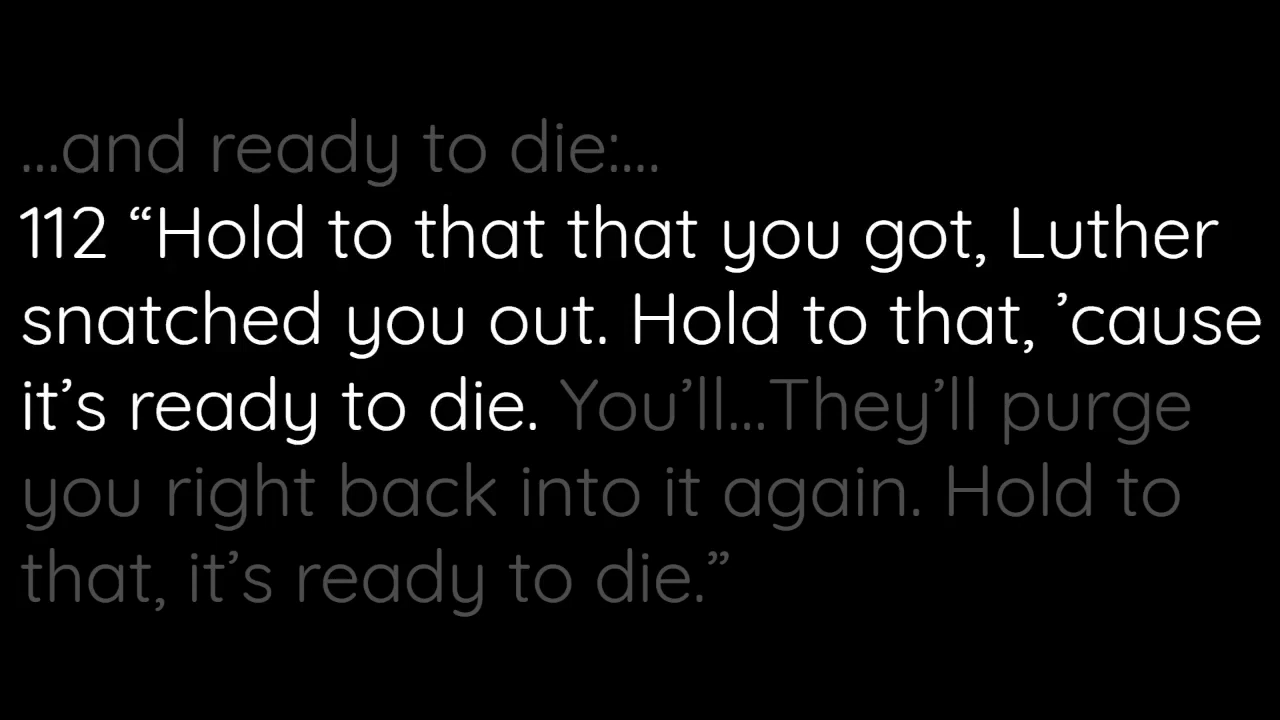 ...and ready to die:...
112 “Hold to that that you got, Luther
snatched you out. Hold to that, ’cause
it’s ready to die. You’ll...They’ll purge
you right back into it again. Hold to
that, it’s ready to die.”